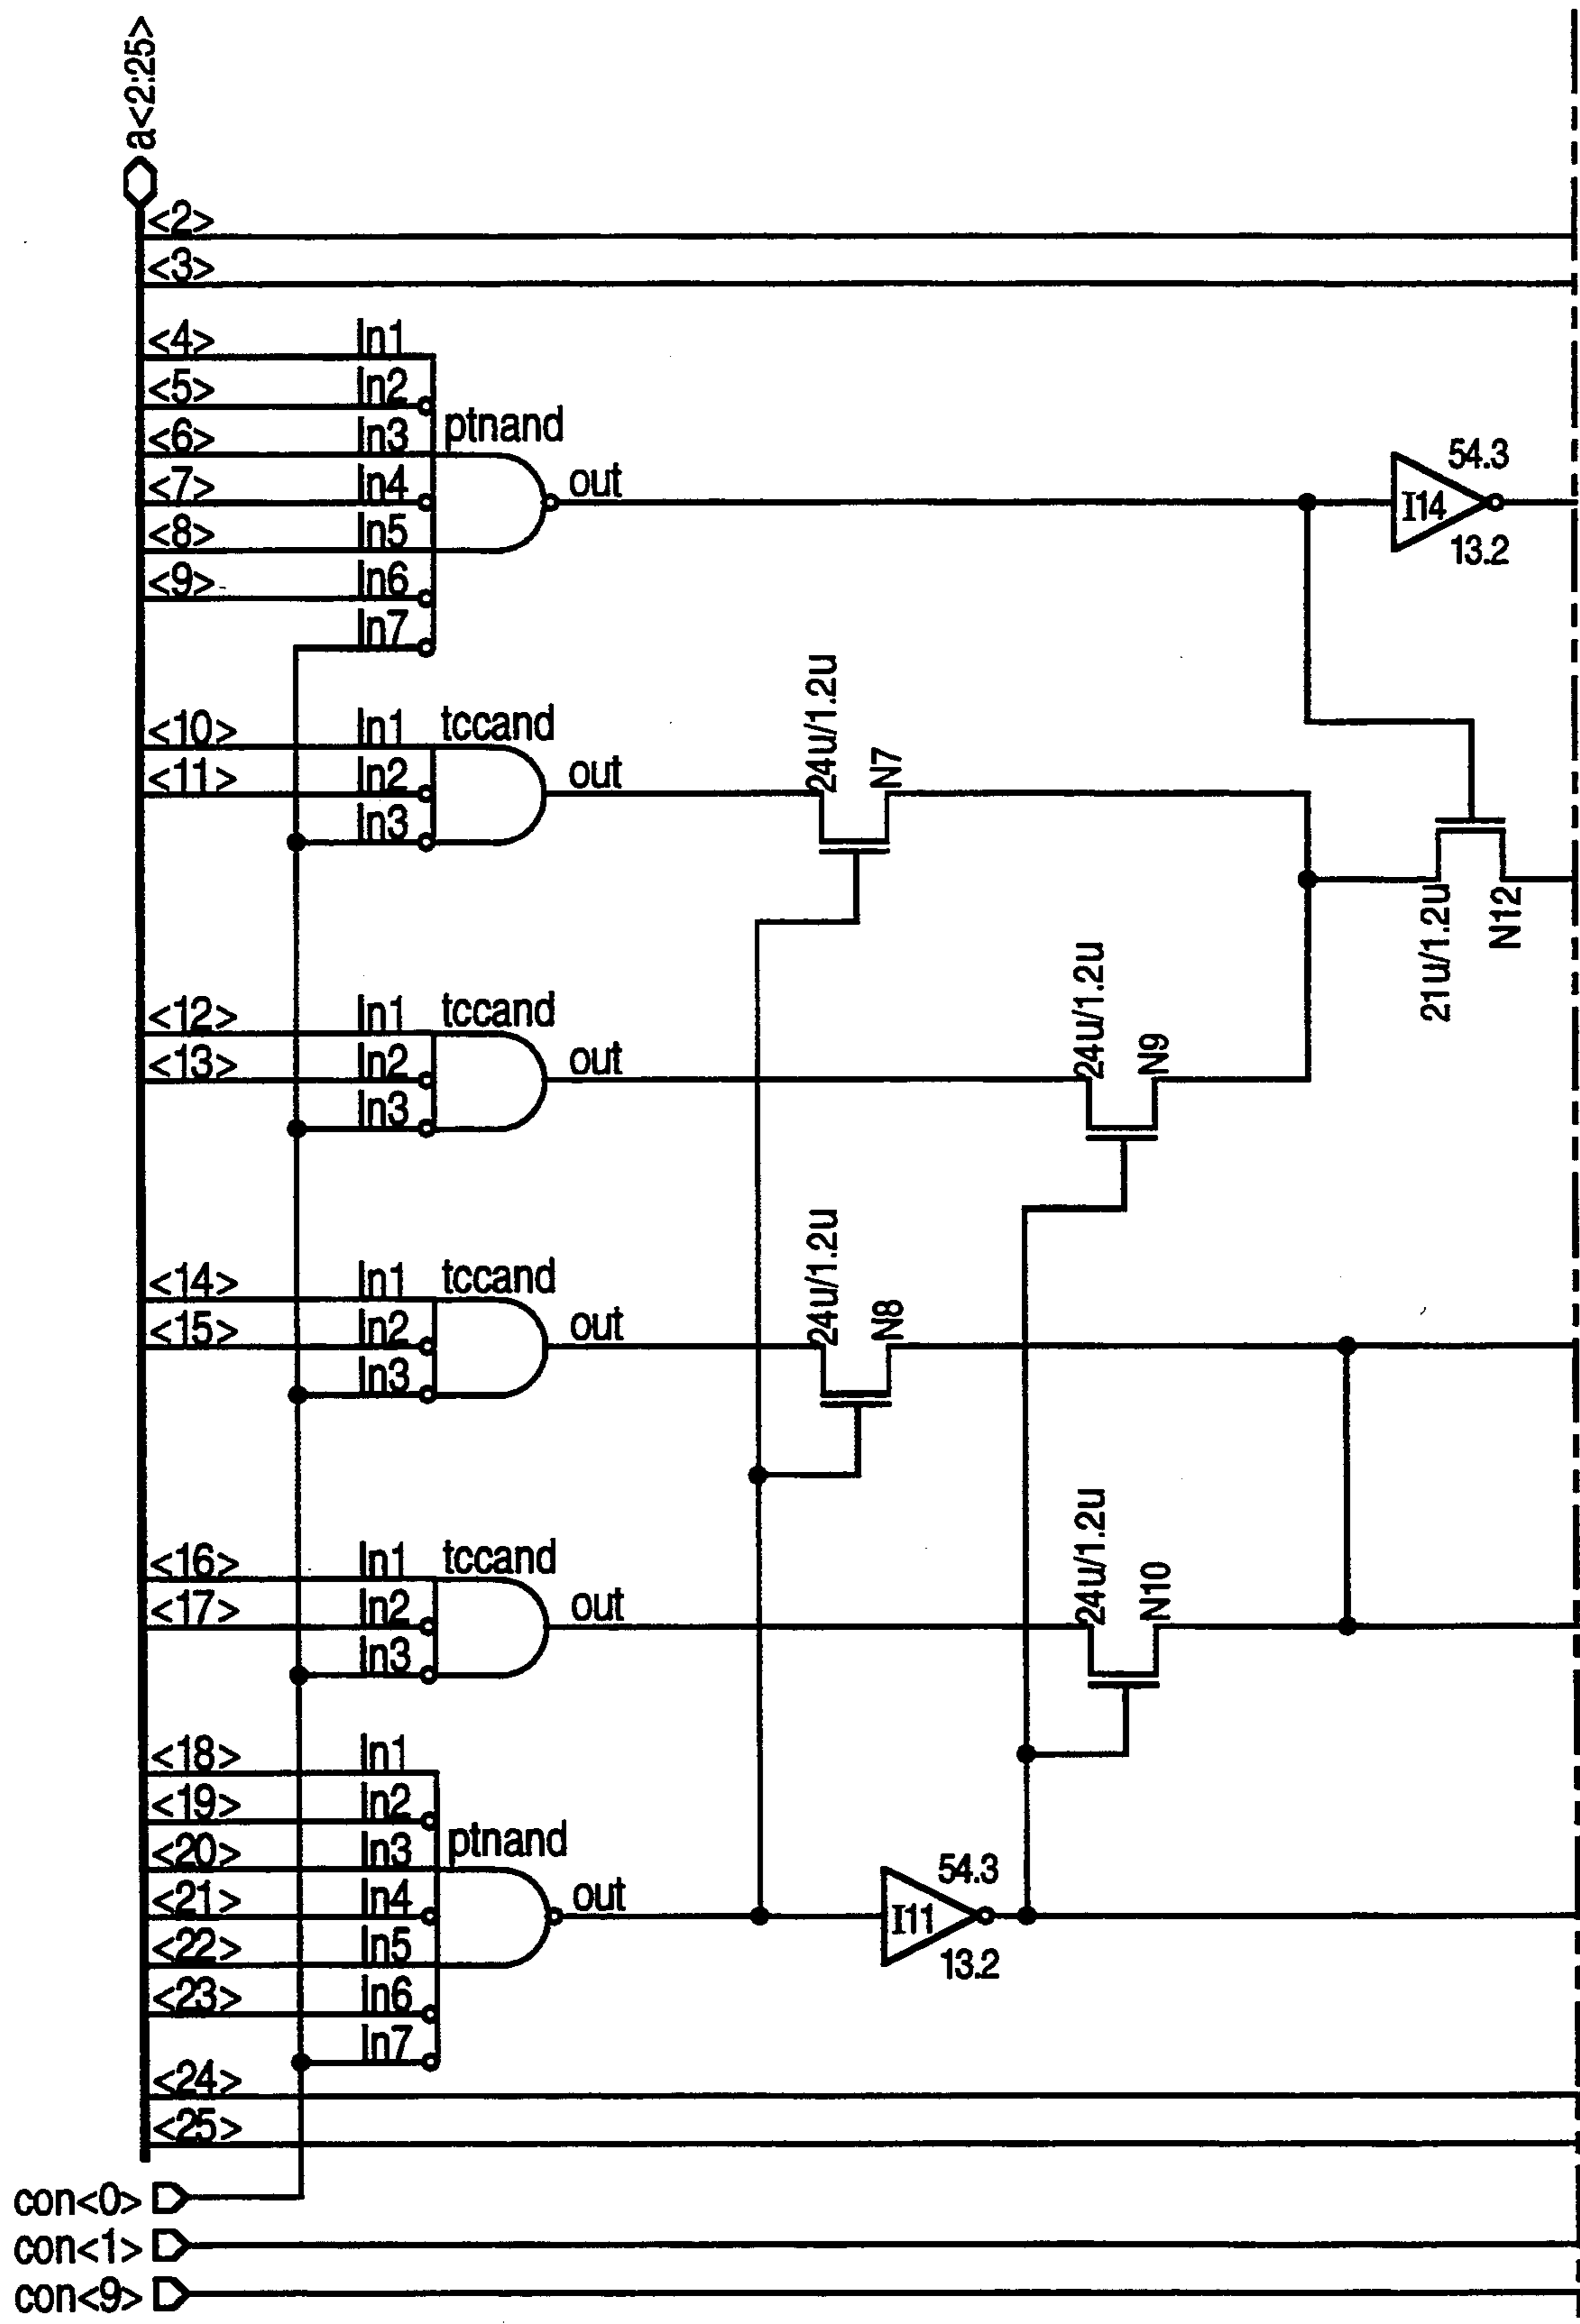 a<2:25>
<2>
<3>
<4> In1
<5> In2
<6> In3 ptnand
<7> In4 out
<8> In5
<9> In6
In7
54.3
I14
13.2
<10> In1 tccand
<11> In2 out
In3
24u/1.2u
N7
21u/1.2u
N12
<12> In1 tccand
<13> In2 out
In3
24u/1.2u
N9
<14> In1 tccand
<15> In2 out
In3
24u/1.2u
N8
<16> In1 tccand
<17> In2 out
In3
24u/1.2u
N10
<18> In1
<19> In2
<20> In3 ptnand
<21> In4 out
<22> In5
<23> In6
In7
54.3
I11
13.2
<24>
<25>
con<0>
con<1>
con<9>